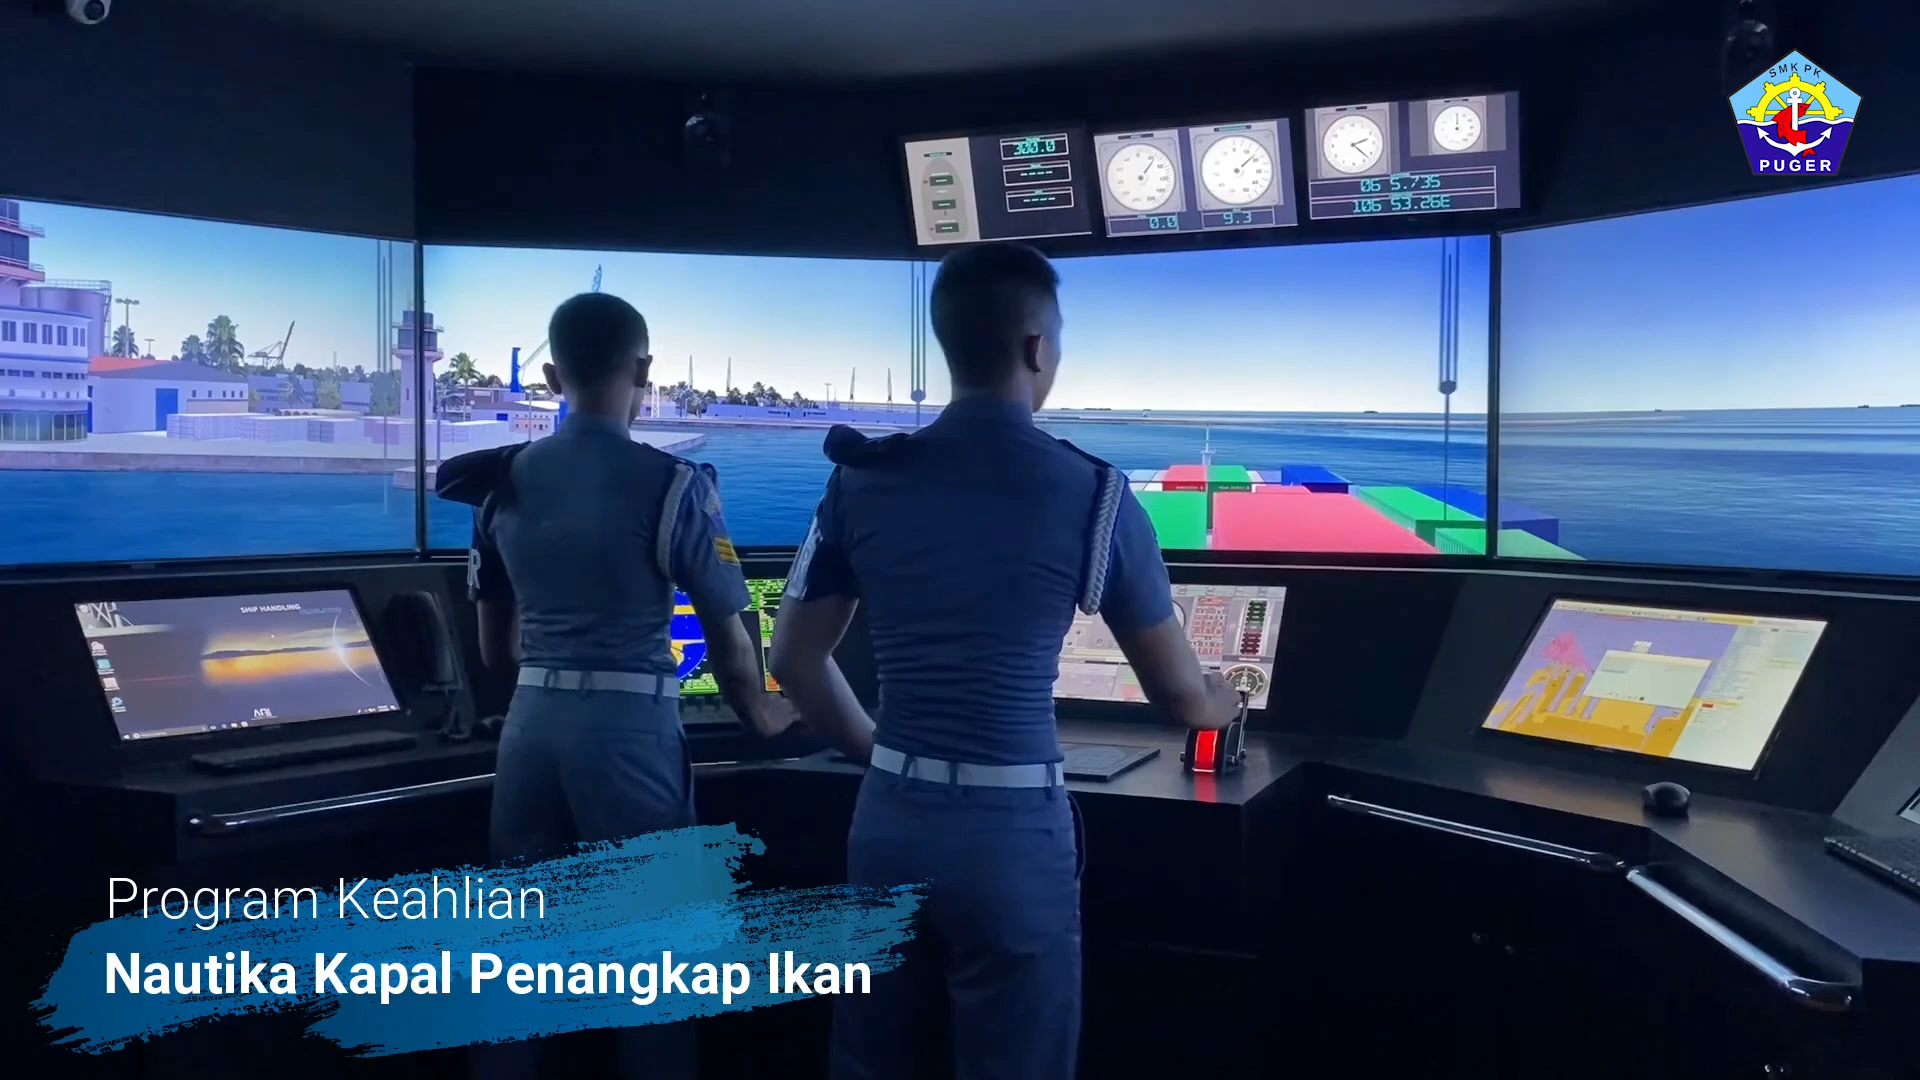 SMK PK
PUGER
300.0
0.0
9.3
06 5.735
106 53.26E
SHIP HANDLING
R
Program Keahlian
Nautika Kapal Penangkap Ikan